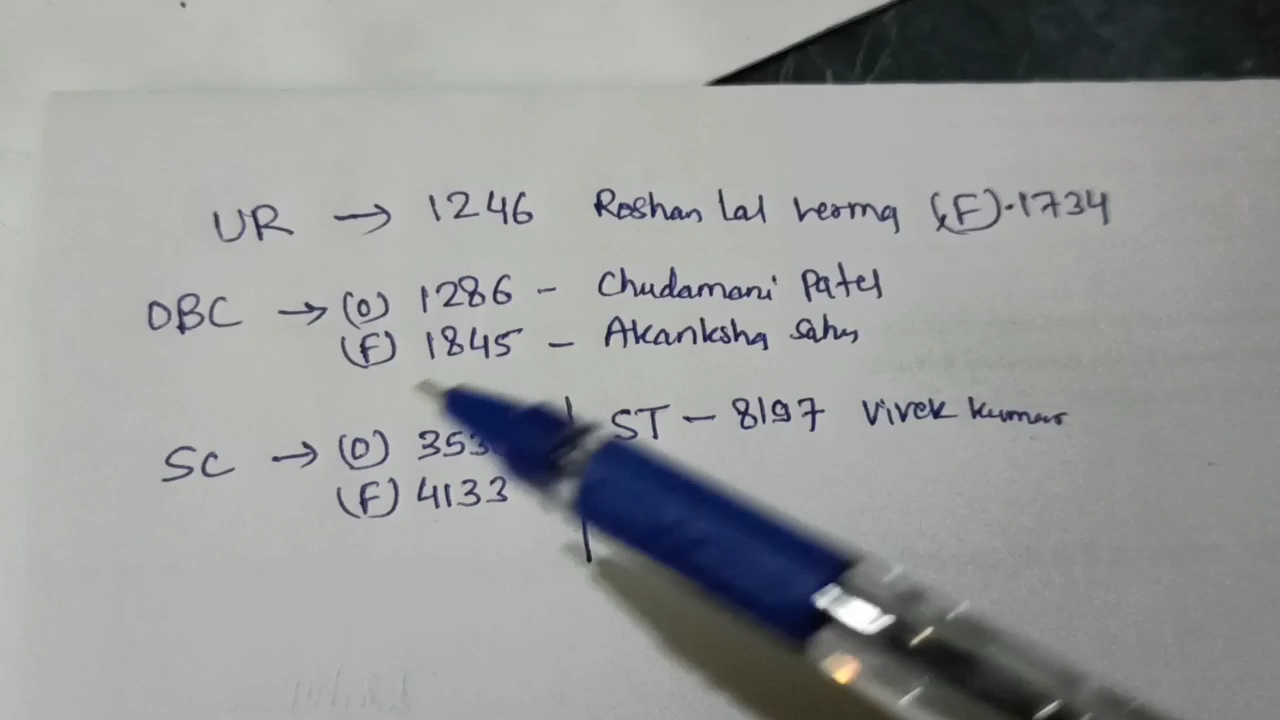 UR → 1246 Roshan Lal verma (F)·1734
OBC → (O) 1286 - Chudamani Patel
(F) 1845 - Akanksha Sahu
SC → (O) 353
(F) 4133
ST - 8197 Vivek Kumar